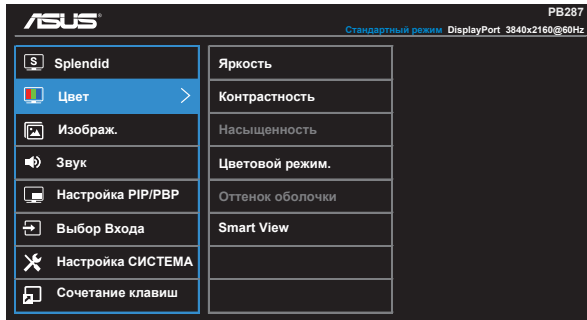 ASUS
PB287
Стандартный режим DisplayPort 3840x2160@60Hz
S Splendid
Яркость
Цвет
Контрастность
Изображ.
Насыщенность
Звук
Цветовой режим.
Настройка PIP/PBP
Оттенок оболочки
Выбор Входа
Smart View
Настройка СИСТЕМА
Сочетание клавиш